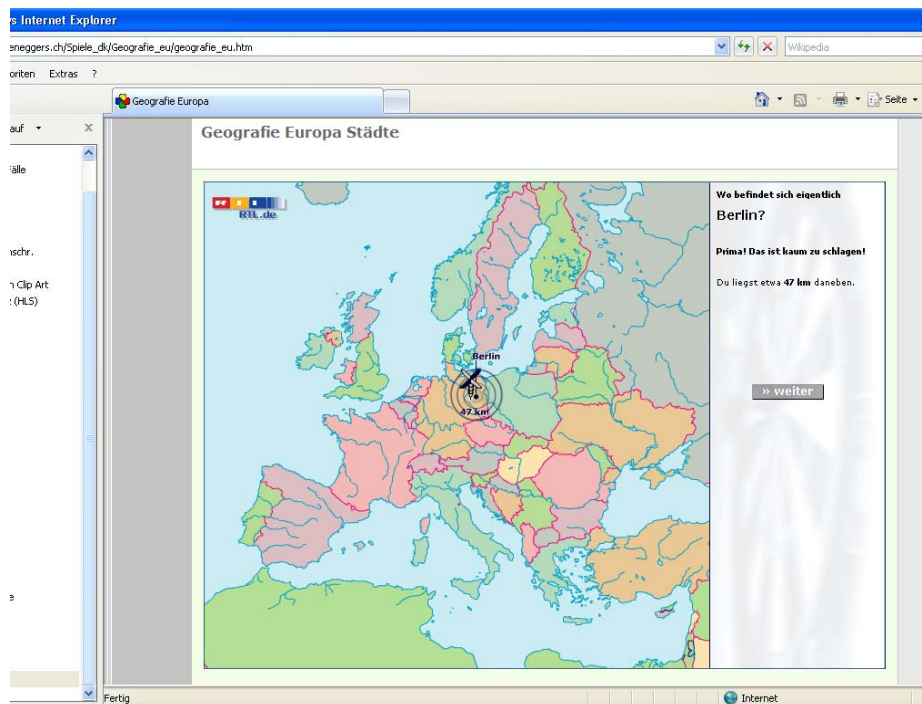 ys Internet Explorer
eneggers.ch/Spiele_dk/Geografie_eu/geografie_eu.htm
Wikipedia
oriten Extras ?
Geografie Europa
Seite
auf
X
Geografie Europa Städte
älle
RTL.de
Wo befindet sich eigentlich
Berlin?
nschr.
Prima! Das ist kaum zu schlagen!
n Clip Art
Du liegst etwa 47 km daneben.
z (HLS)
Berlin
» weiter
47 km
e
Fertig
Internet